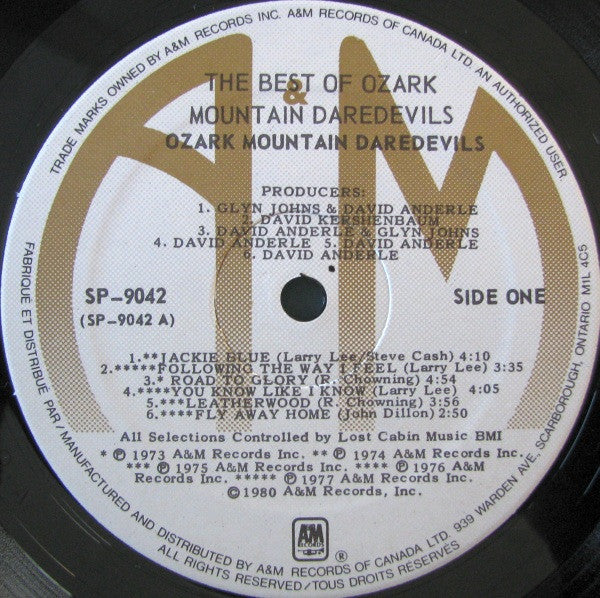 TRADE MARKS OWNED BY A&M RECORDS INC. A&M RECORDS OF CANADA LTD. AN AUTHORIZED USER.
THE BEST OF OZARK
&
MOUNTAIN DAREDEVILS
OZARK MOUNTAIN DAREDEVILS
PRODUCERS:
1. GLYN JOHNS & DAVID ANDERLE
2. DAVID KERSHENBAUM
3. DAVID ANDERLE & GLYN JOHNS
4. DAVID ANDERLE 5. DAVID ANDERLE
6. DAVID ANDERLE
SP-9042
(SP-9042 A)
SIDE ONE
1.**JACKIE BLUE (Larry Lee/Steve Cash) 4:10
2.*****FOLLOWING THE WAY I FEEL (Larry Lee) 3:35
3.* ROAD TO GLORY (R. Chowning) 4:54
4.****YOU KNOW LIKE I KNOW (Larry Lee) 4:05
5.***LEATHERWOOD (R. Chowning) 3:56
6.****FLY AWAY HOME (John Dillon) 2:50
All Selections Controlled by Lost Cabin Music BMI
* ℗ 1973 A&M Records Inc. ** ℗ 1974 A&M Records Inc.
*** ℗ 1975 A&M Records Inc. **** ℗ 1976 A&M
Records Inc. ***** ℗ 1977 A&M Records Inc.
©1980 A&M Records, Inc.
A&M
RECORDS
®
FABRIQUÉ ET DISTRIBUÉ PAR/MANUFACTURED AND DISTRIBUTED BY A&M RECORDS OF CANADA LTD. 939 WARDEN AVE, SCARBOROUGH, ONTARIO M1L 4C5
ALL RIGHTS RESERVED/TOUS DROITS RESERVÉS